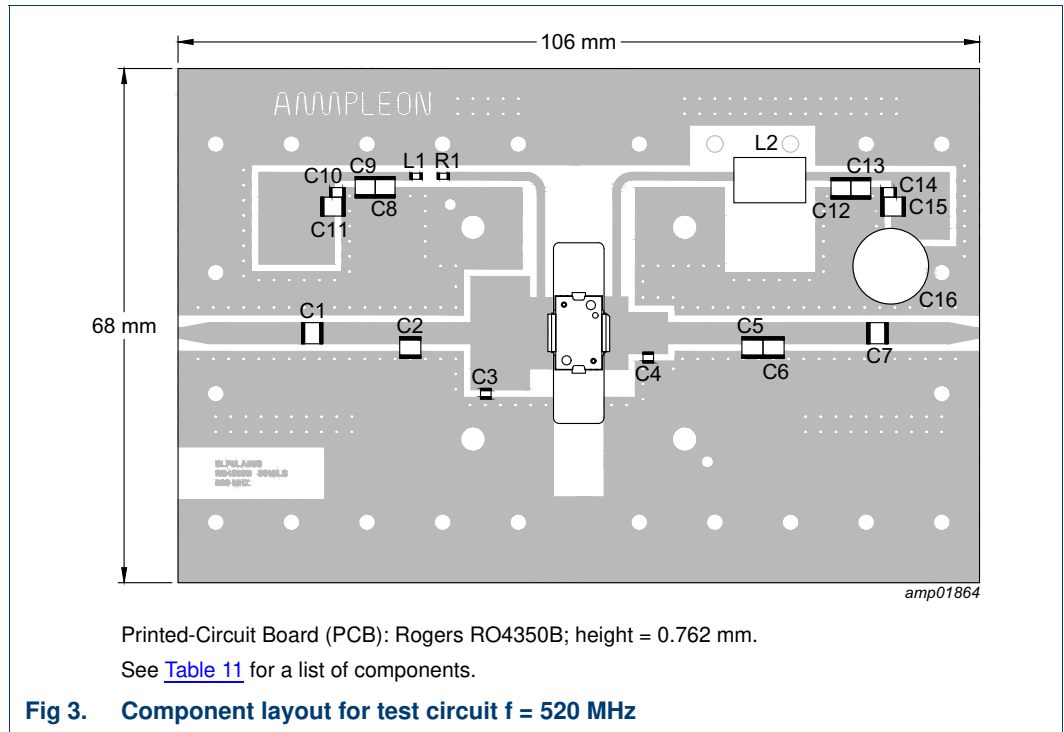 106 mm
AMPLEON
L2
C9
L1
R1
C13
C10
C14
C8
C12
C15
C11
C16
C1
68 mm
C2
C5
C7
C6
C4
C3
amp01864
Printed-Circuit Board (PCB): Rogers RO4350B; height = 0.762 mm.
See Table 11 for a list of components.
Fig 3. Component layout for test circuit f = 520 MHz